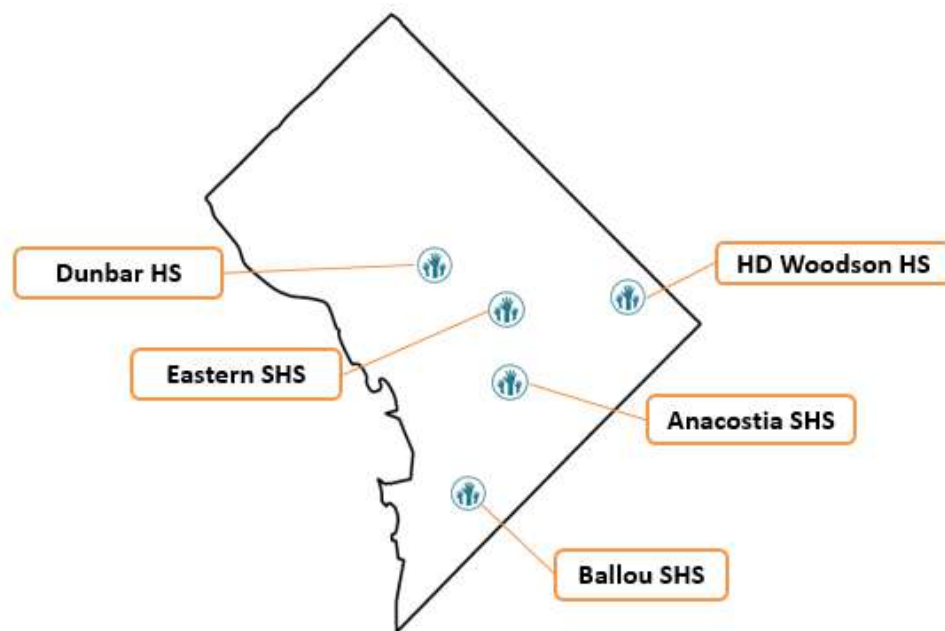 Dunbar HS
HD Woodson HS
Eastern SHS
Anacostia SHS
Ballou SHS